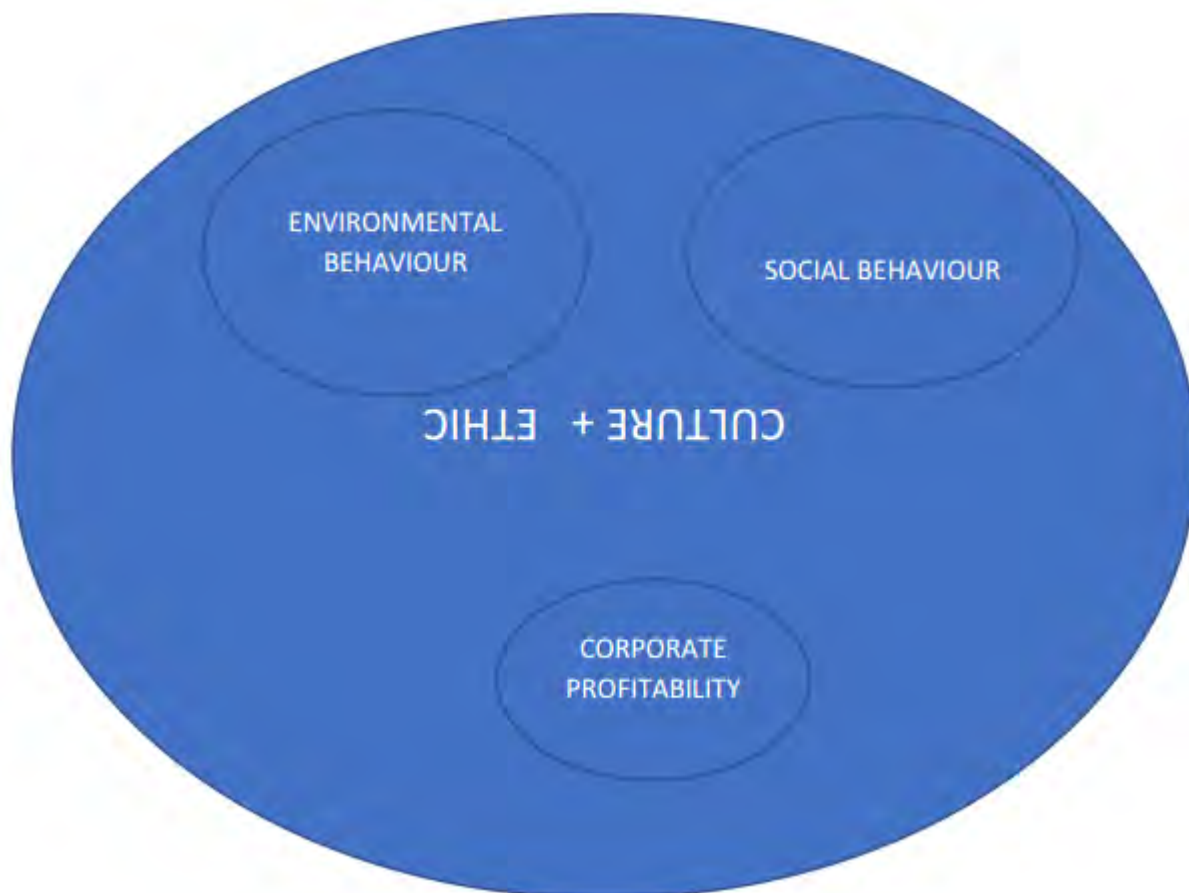 ENVIRONMENTAL
BEHAVIOUR
SOCIAL BEHAVIOUR
CULTURE + ETHIC
CORPORATE
PROFITABILITY